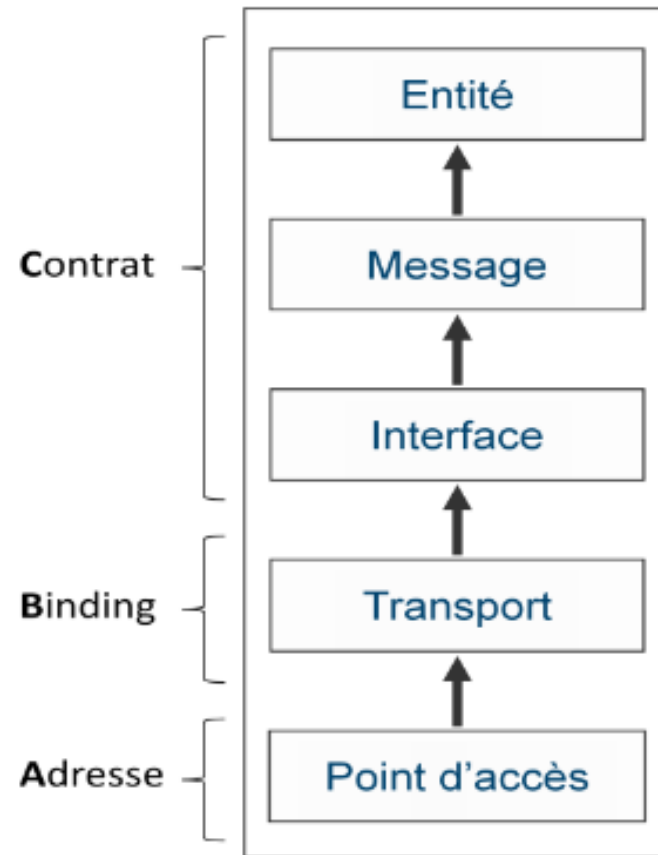 Entité
Contrat
Message
Interface
Binding
Transport
Adresse
Point d'accès